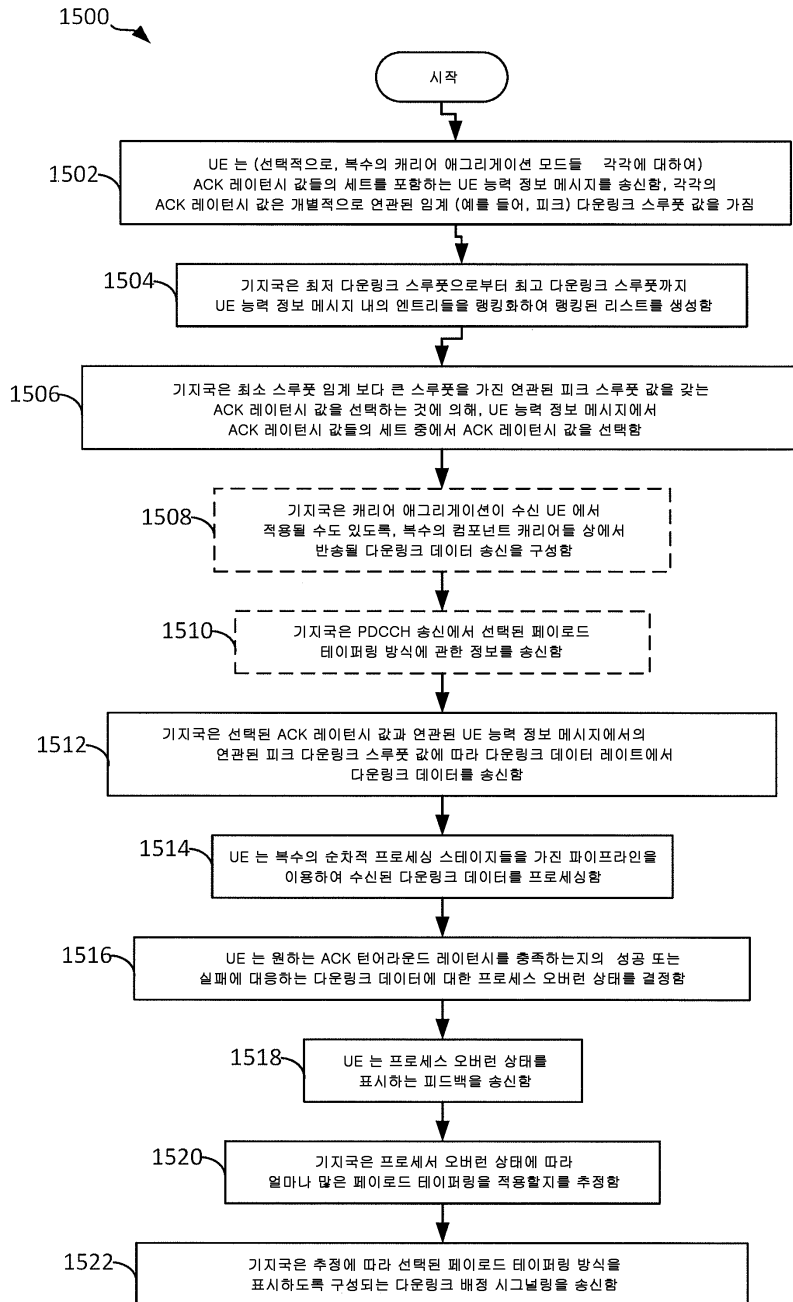 1500
시작
1502
UE 는 (선택적으로, 복수의 캐리어 애그리게이션 모드들 각각에 대하여)
ACK 레이턴시 값들의 세트를 포함하는 UE 능력 정보 메시지를 송신함, 각각의
ACK 레이턴시 값은 개별적으로 연관된 임계 (예를 들어, 피크) 다운링크 스루풋 값을 가짐
1504
기지국은 최저 다운링크 스루풋으로부터 최고 다운링크 스루풋까지
UE 능력 정보 메시지 내의 엔트리들을 랭킹화하여 랭킹된 리스트를 생성함
1506
기지국은 최소 스루풋 임계 보다 큰 스루풋을 가진 연관된 피크 스루풋 값을 갖는
ACK 레이턴시 값을 선택하는 것에 의해, UE 능력 정보 메시지에서
ACK 레이턴시 값들의 세트 중에서 ACK 레이턴시 값을 선택함
1508
기지국은 캐리어 애그리게이션이 수신 UE 에서
적용될 수도 있도록, 복수의 컴포넌트 캐리어들 상에서
반송될 다운링크 데이터 송신을 구성함
1510
기지국은 PDCCH 송신에서 선택된 페이로드
테이퍼링 방식에 관한 정보를 송신함
1512
기지국은 선택된 ACK 레이턴시 값과 연관된 UE 능력 정보 메시지에서의
연관된 피크 다운링크 스루풋 값에 따라 다운링크 데이터 레이트에서
다운링크 데이터를 송신함
1514
UE 는 복수의 순차적 프로세싱 스테이지들을 가진 파이프라인을
이용하여 수신된 다운링크 데이터를 프로세싱함
1516
UE 는 원하는 ACK 턴어라운드 레이턴시를 충족하는지의 성공 또는
실패에 대응하는 다운링크 데이터에 대한 프로세스 오버런 상태를 결정함
1518
UE 는 프로세스 오버런 상태를
표시하는 피드백을 송신함
1520
기지국은 프로세서 오버런 상태에 따라
얼마나 많은 페이로드 테이퍼링을 적용할지를 추정함
1522
기지국은 추정에 따라 선택된 페이로드 테이퍼링 방식을
표시하도록 구성되는 다운링크 배정 시그널링을 송신함